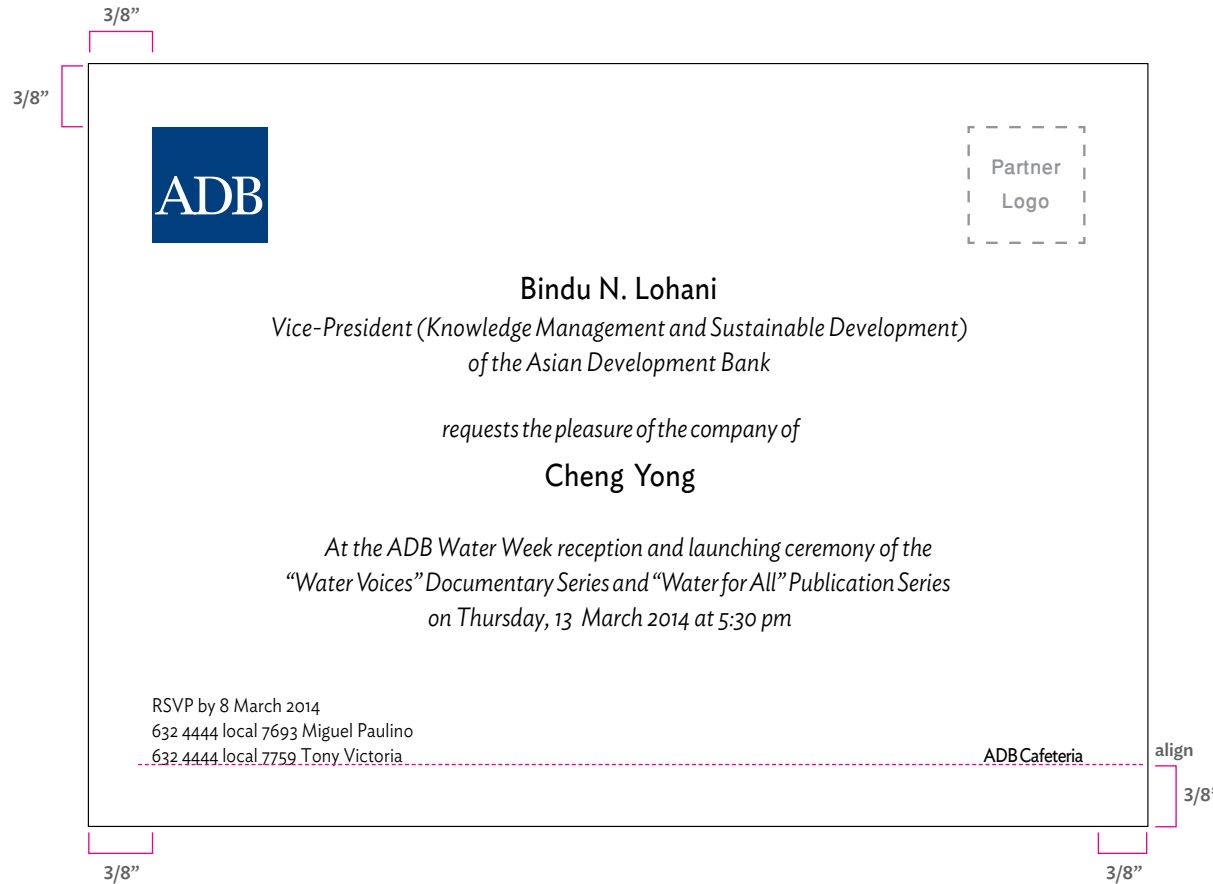 3/8”
3/8”
ADB
Partner
Logo
Bindu N. Lohani
Vice-President (Knowledge Management and Sustainable Development)
of the Asian Development Bank
requests the pleasure of the company of
Cheng Yong
At the ADB Water Week reception and launching ceremony of the
“Water Voices” Documentary Series and “Water for All” Publication Series
on Thursday, 13 March 2014 at 5:30 pm
RSVP by 8 March 2014
632 4444 local 7693 Miguel Paulino
632 4444 local 7759 Tony Victoria
ADB Cafeteria
align
3/8”
3/8”
3/8”